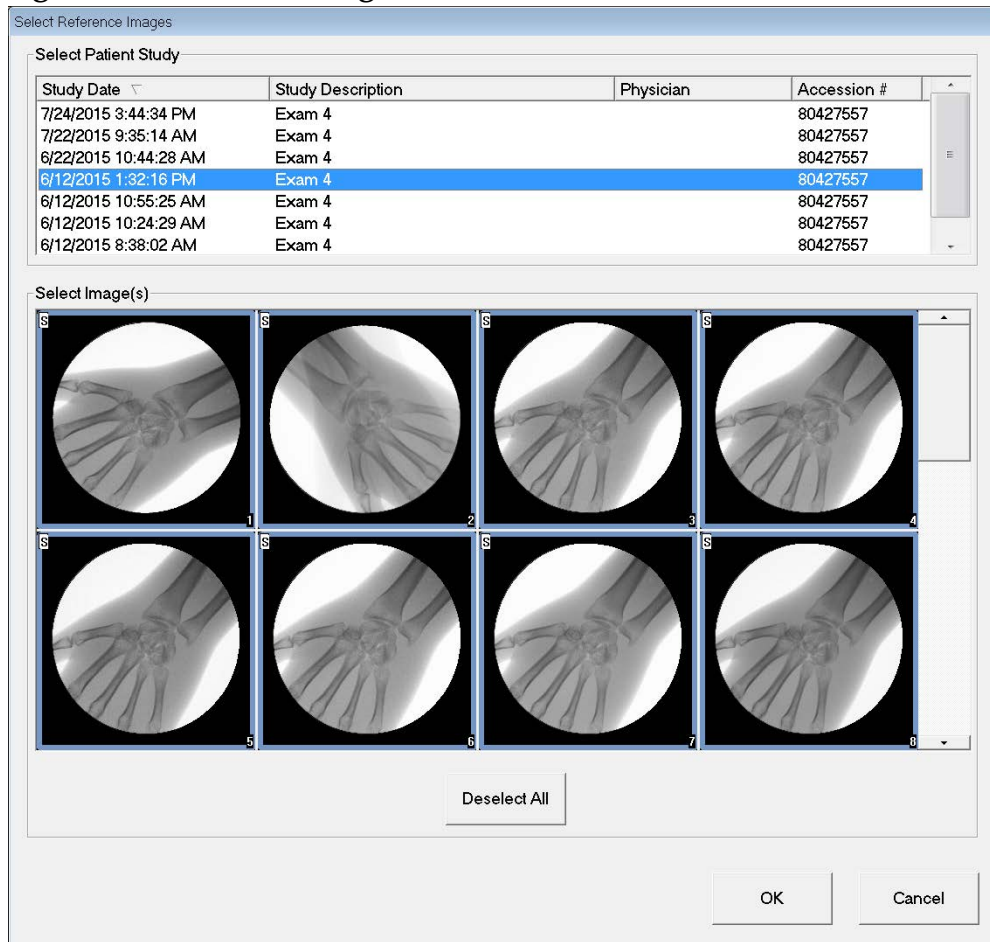 Select Reference Images
Select Patient Study
Study Date Study Description Physician Accession #
7/24/2015 3:44:34 PM Exam 4 80427557
7/22/2015 9:35:14 AM Exam 4 80427557
6/22/2015 10:44:28 AM Exam 4 80427557
6/12/2015 1:32:16 PM Exam 4 80427557
6/12/2015 10:55:25 AM Exam 4 80427557
6/12/2015 10:24:29 AM Exam 4 80427557
6/12/2015 8:38:02 AM Exam 4 80427557
Select Image(s)
S S S S
1 2 3 4
S S S S
5 6 7 8
Deselect All
OK Cancel